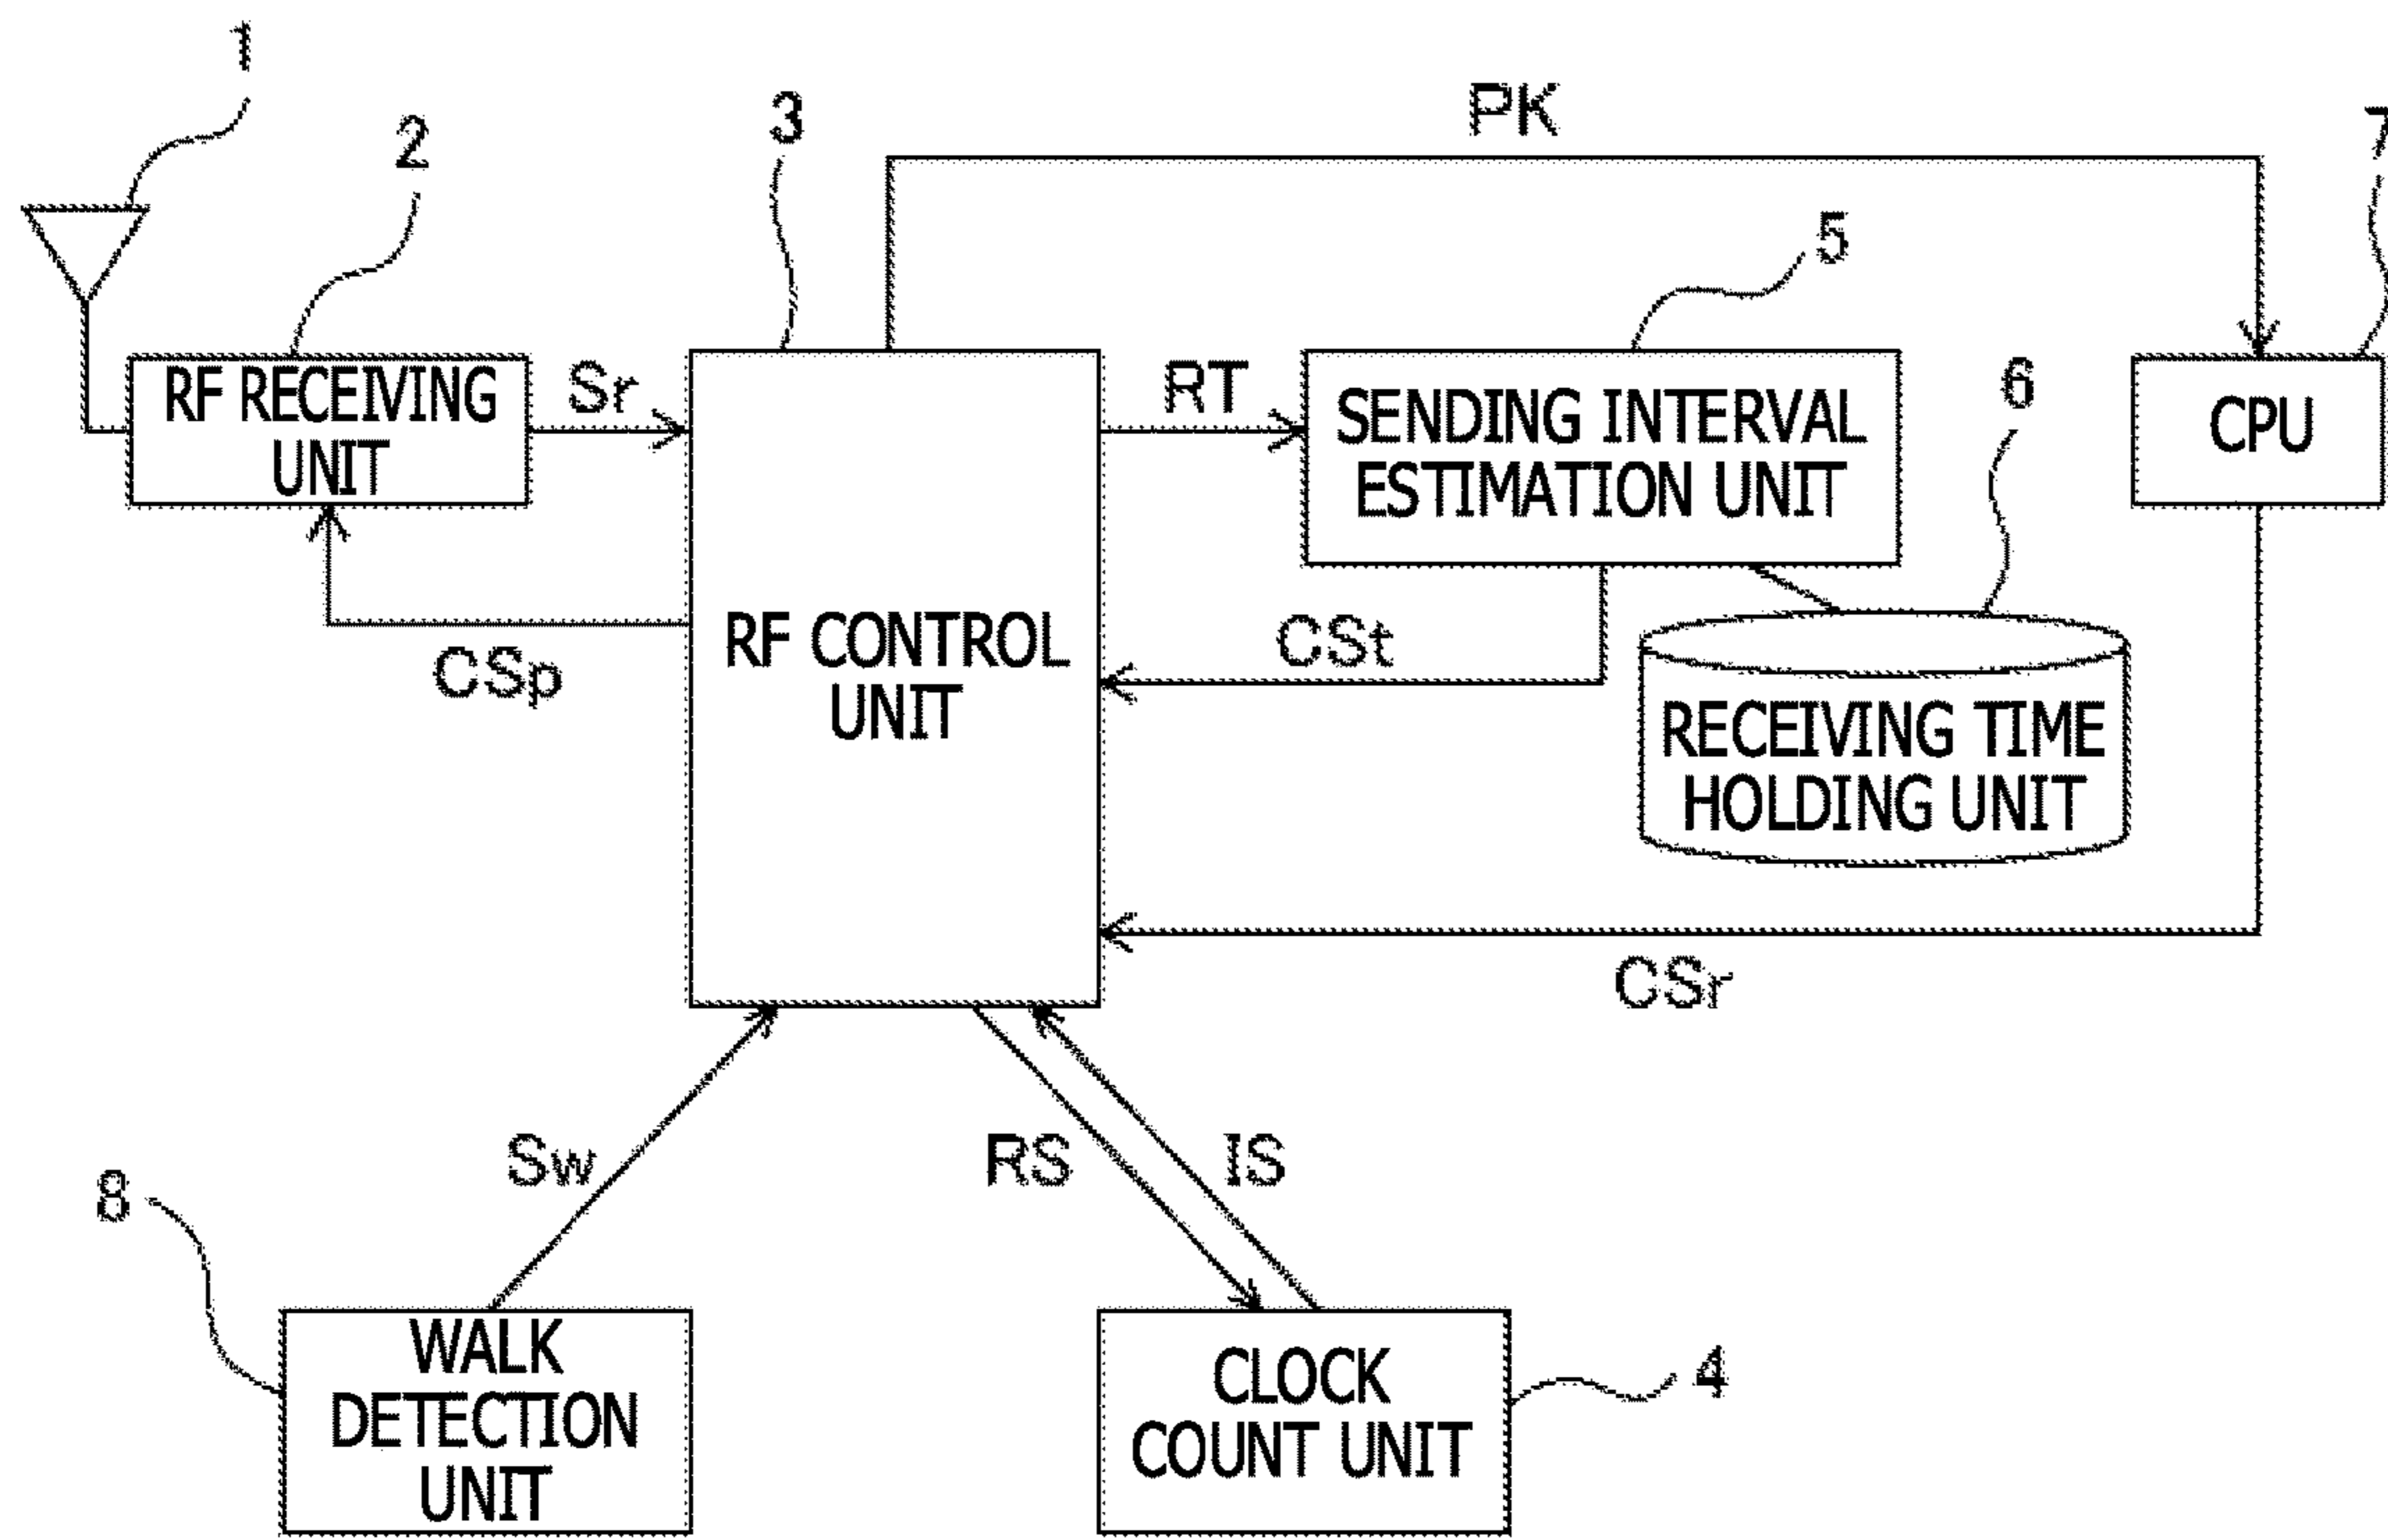 1
2
3
PK
7
5
RF RECEIVING
UNIT
Sr
RT
SENDING INTERVAL
ESTIMATION UNIT
6
CPU
CSp
RF CONTROL
UNIT
CSt
RECEIVING TIME
HOLDING UNIT
CSr
Sw
RS
IS
8
WALK
DETECTION
UNIT
CLOCK
COUNT UNIT
4